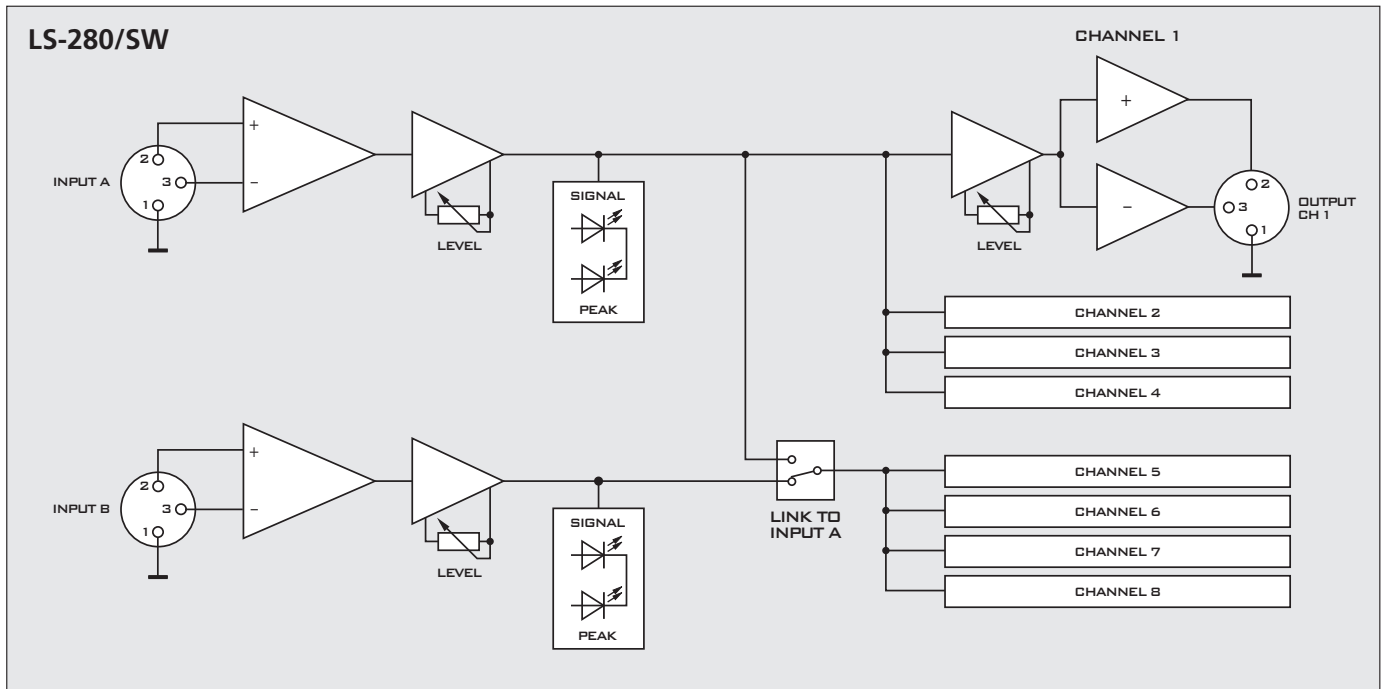 LS-280/SW
CHANNEL 1
INPUT A
2
3
1
+
−
LEVEL
SIGNAL
PEAK
LEVEL
+
−
2
3
1
OUTPUT
CH 1
CHANNEL 2
CHANNEL 3
CHANNEL 4
INPUT B
2
3
1
+
−
LEVEL
SIGNAL
PEAK
LINK TO
INPUT A
CHANNEL 5
CHANNEL 6
CHANNEL 7
CHANNEL 8